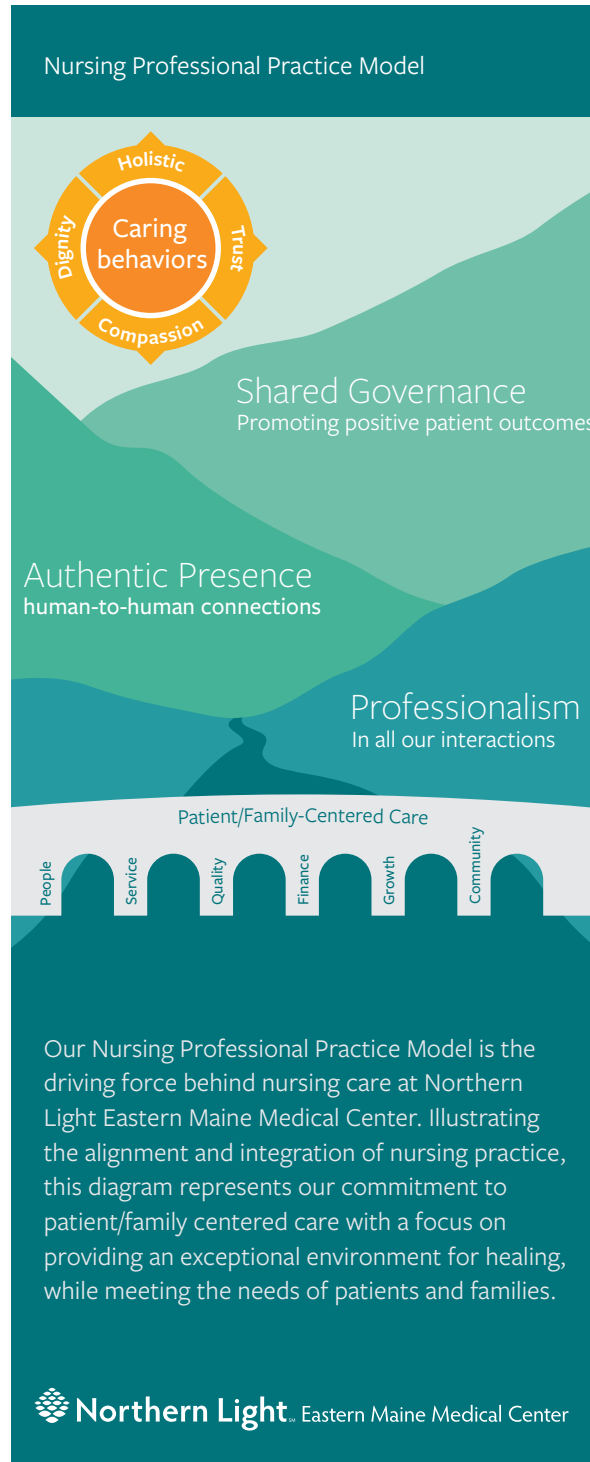 Nursing Professional Practice Model
Holistic
Dignity
Caring
behaviors
Trust
Compassion
Shared Governance
Promoting positive patient outcomes
Authentic Presence
human-to-human connections
Professionalism
In all our interactions
Patient/Family-Centered Care
People
Service
Quality
Finance
Growth
Community
Our Nursing Professional Practice Model is the
driving force behind nursing care at Northern
Light Eastern Maine Medical Center. Illustrating
the alignment and integration of nursing practice,
this diagram represents our commitment to
patient/family centered care with a focus on
providing an exceptional environment for healing,
while meeting the needs of patients and families.
Northern Light℠ Eastern Maine Medical Center